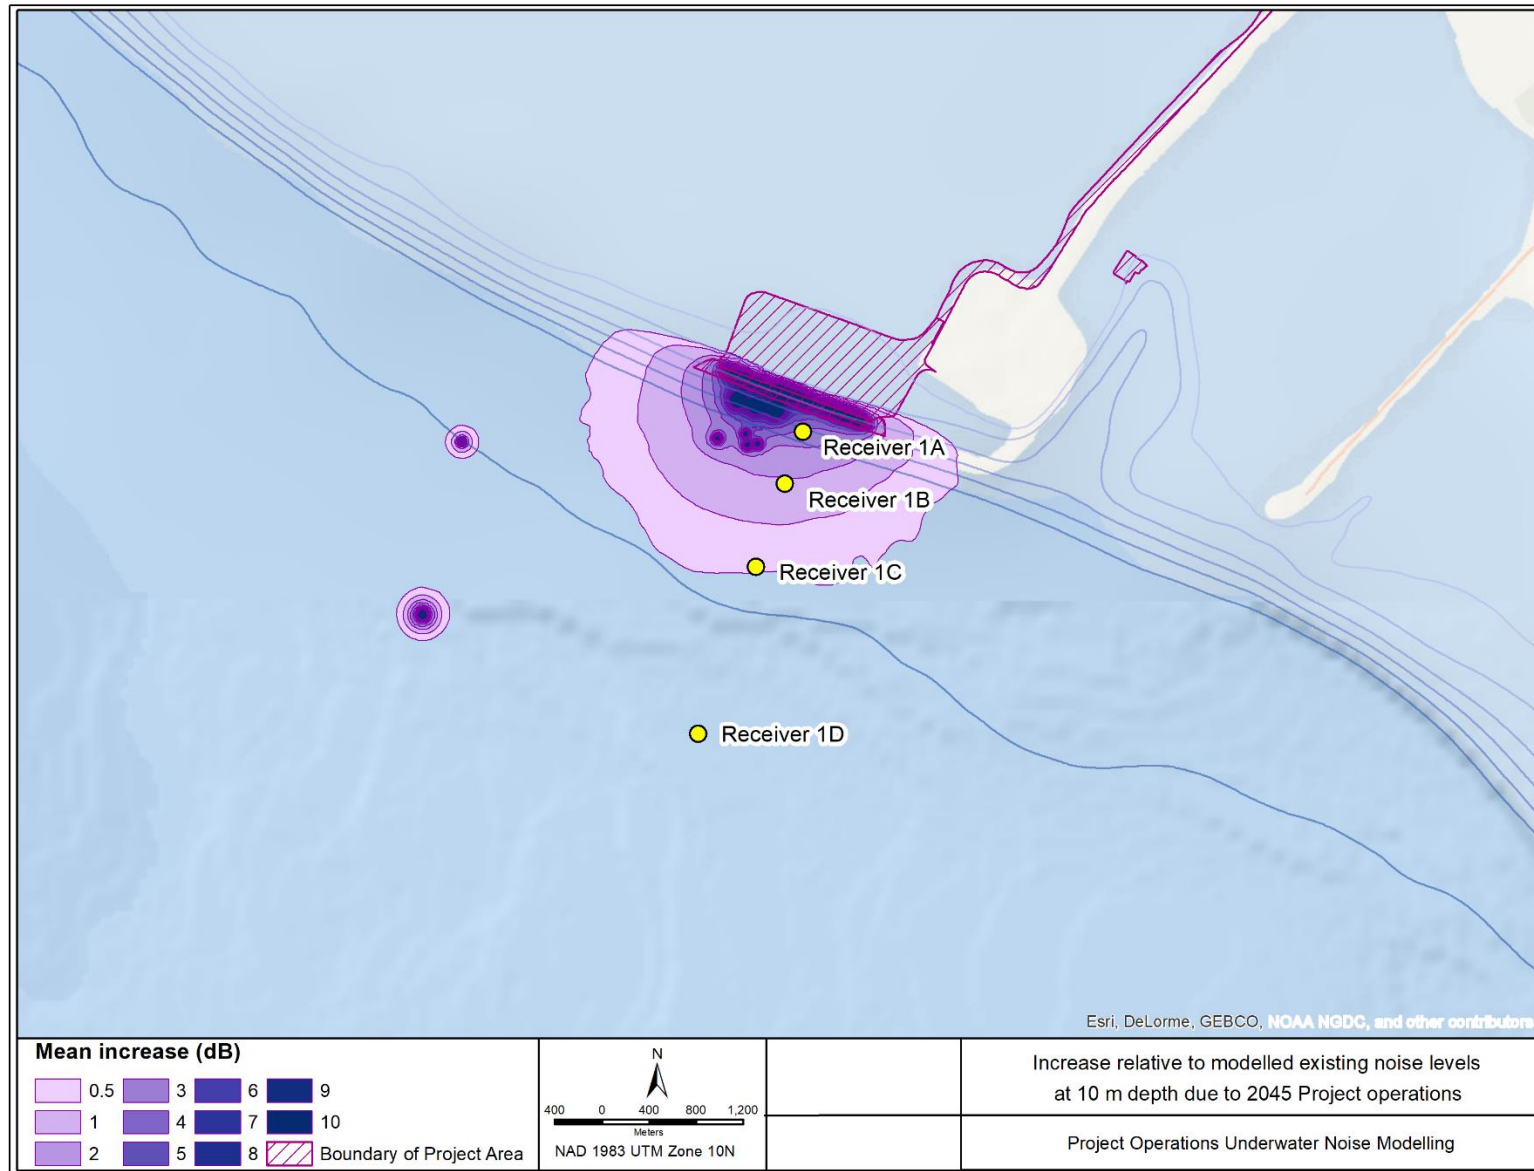 Receiver 1A
Receiver 1B
Receiver 1C
Receiver 1D
Esri, DeLorme, GEBCO, NOAA NGDC, and other contributors
Mean increase (dB)
0.5
3
6
9
1
4
7
10
2
5
8
Boundary of Project Area
N
400 0 400 800 1,200
Meters
NAD 1983 UTM Zone 10N
Increase relative to modelled existing noise levels
at 10 m depth due to 2045 Project operations
Project Operations Underwater Noise Modelling